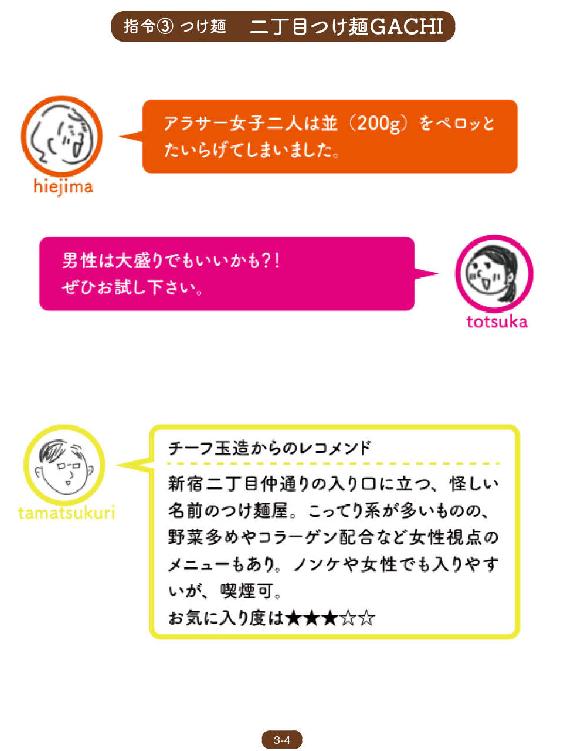 指令③ つけ麺　二丁目つけ麺GACHI
アラサー女子二人は並（200g）をペロッと
たいらげてしまいました。
hiejima
男性は大盛りでもいいかも?!
ぜひお試し下さい。
totsuka
チーフ玉造からのレコメンド
新宿二丁目仲通りの入り口に立つ、怪しい
名前のつけ麺屋。こってり系が多いものの、
野菜多めやコラーゲン配合など女性視点の
メニューもあり。ノンケや女性でも入りやす
いが、喫煙可。
お気に入り度は★★★☆☆
tamatsukuri
3-4